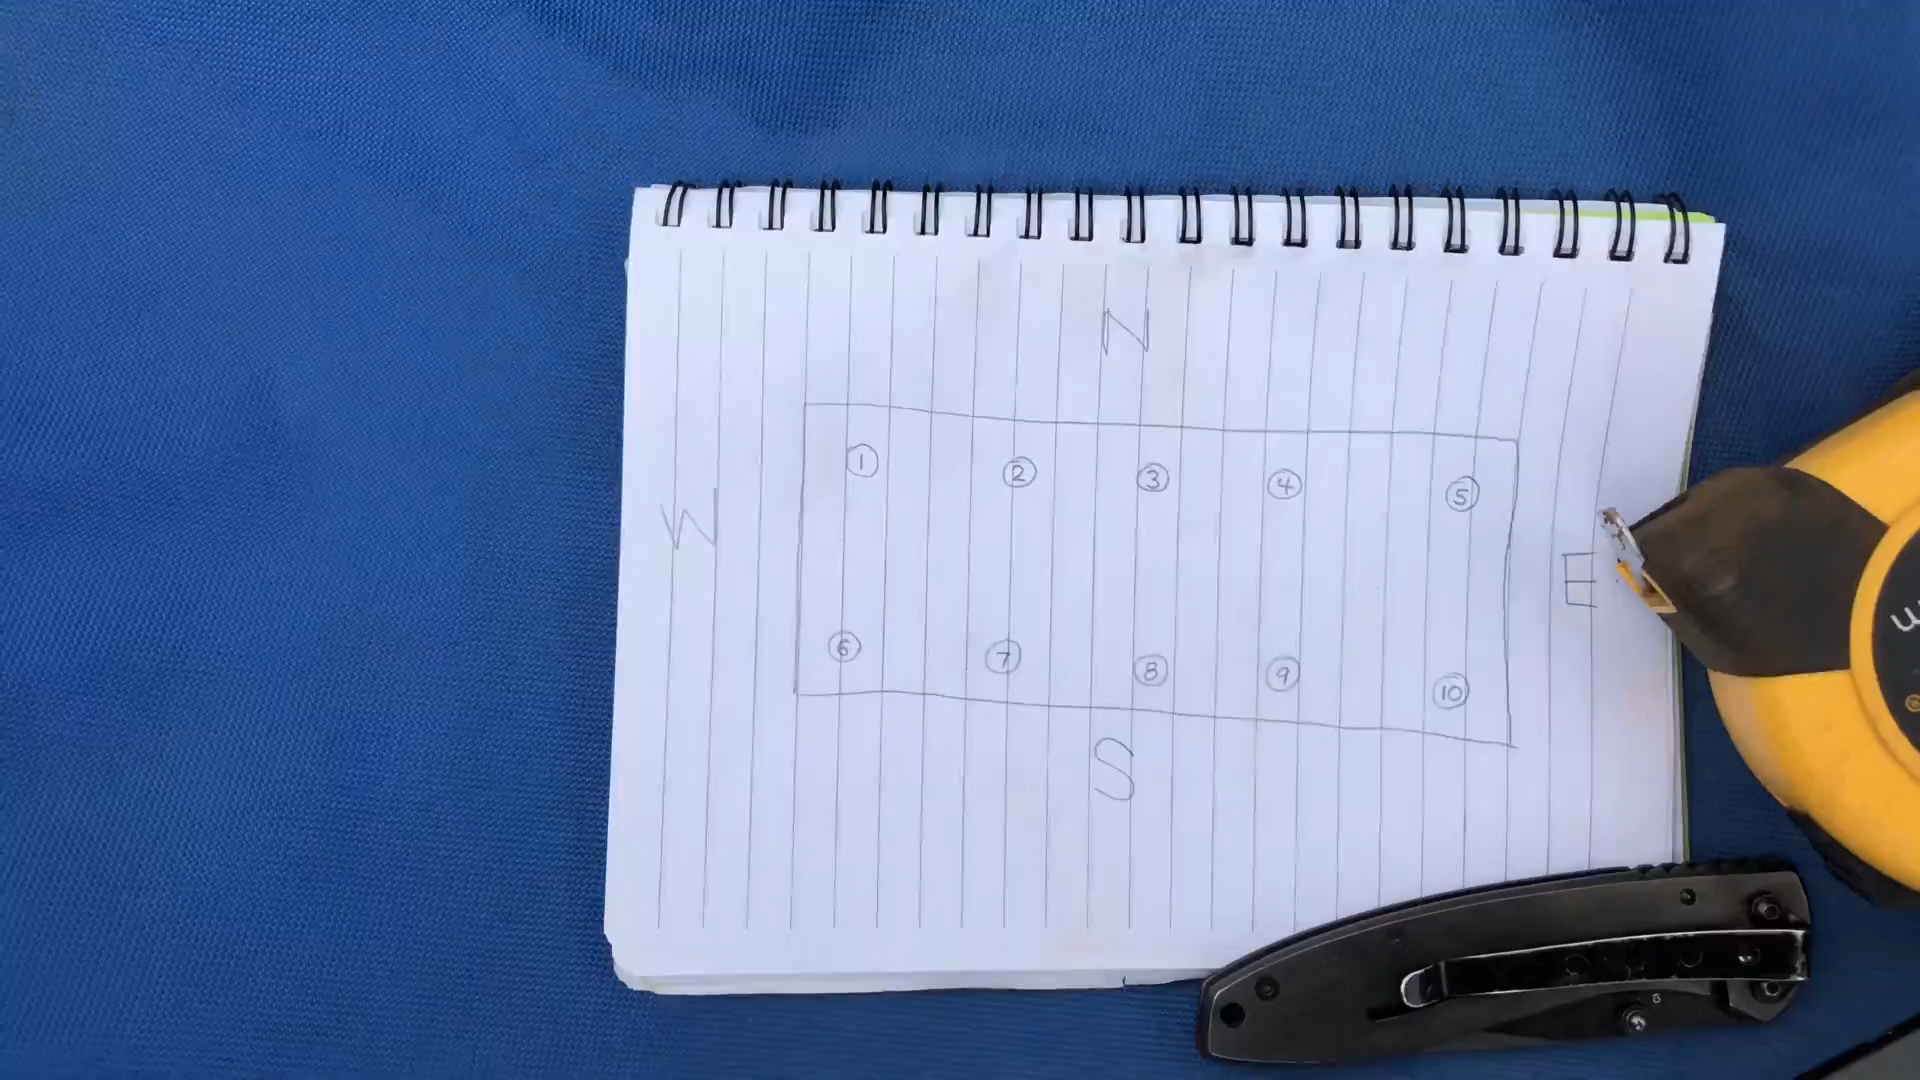 N
① ② ③ ④ ⑤
W
E
⑥ ⑦ ⑧ ⑨ ⑩
S